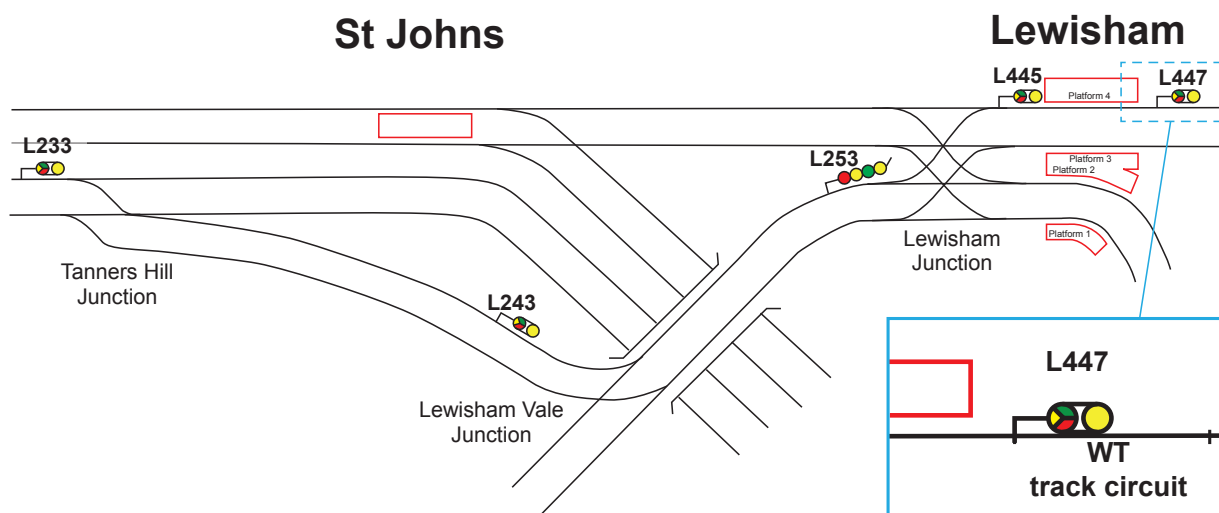 St Johns
Lewisham
L445
L447
Platform 4
L233
L253
Platform 3
Platform 2
Platform 1
Lewisham
Junction
Tanners Hill
Junction
L243
Lewisham Vale
Junction
L447
WT
track circuit